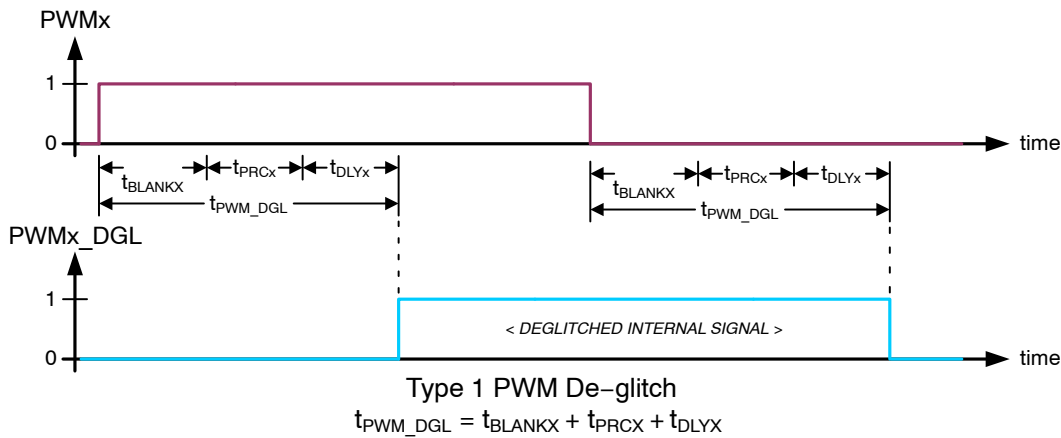 PWMx
1
0
time
tBLANKX
tPRCx
tDLYx
tPWM_DGL
tBLANKX
tPRCx
tDLYx
tPWM_DGL
PWMx_DGL
1
< DEGLITCHED INTERNAL SIGNAL >
0
time
Type 1 PWM De−glitch
tPWM_DGL = tBLANKX + tPRCX + tDLYX